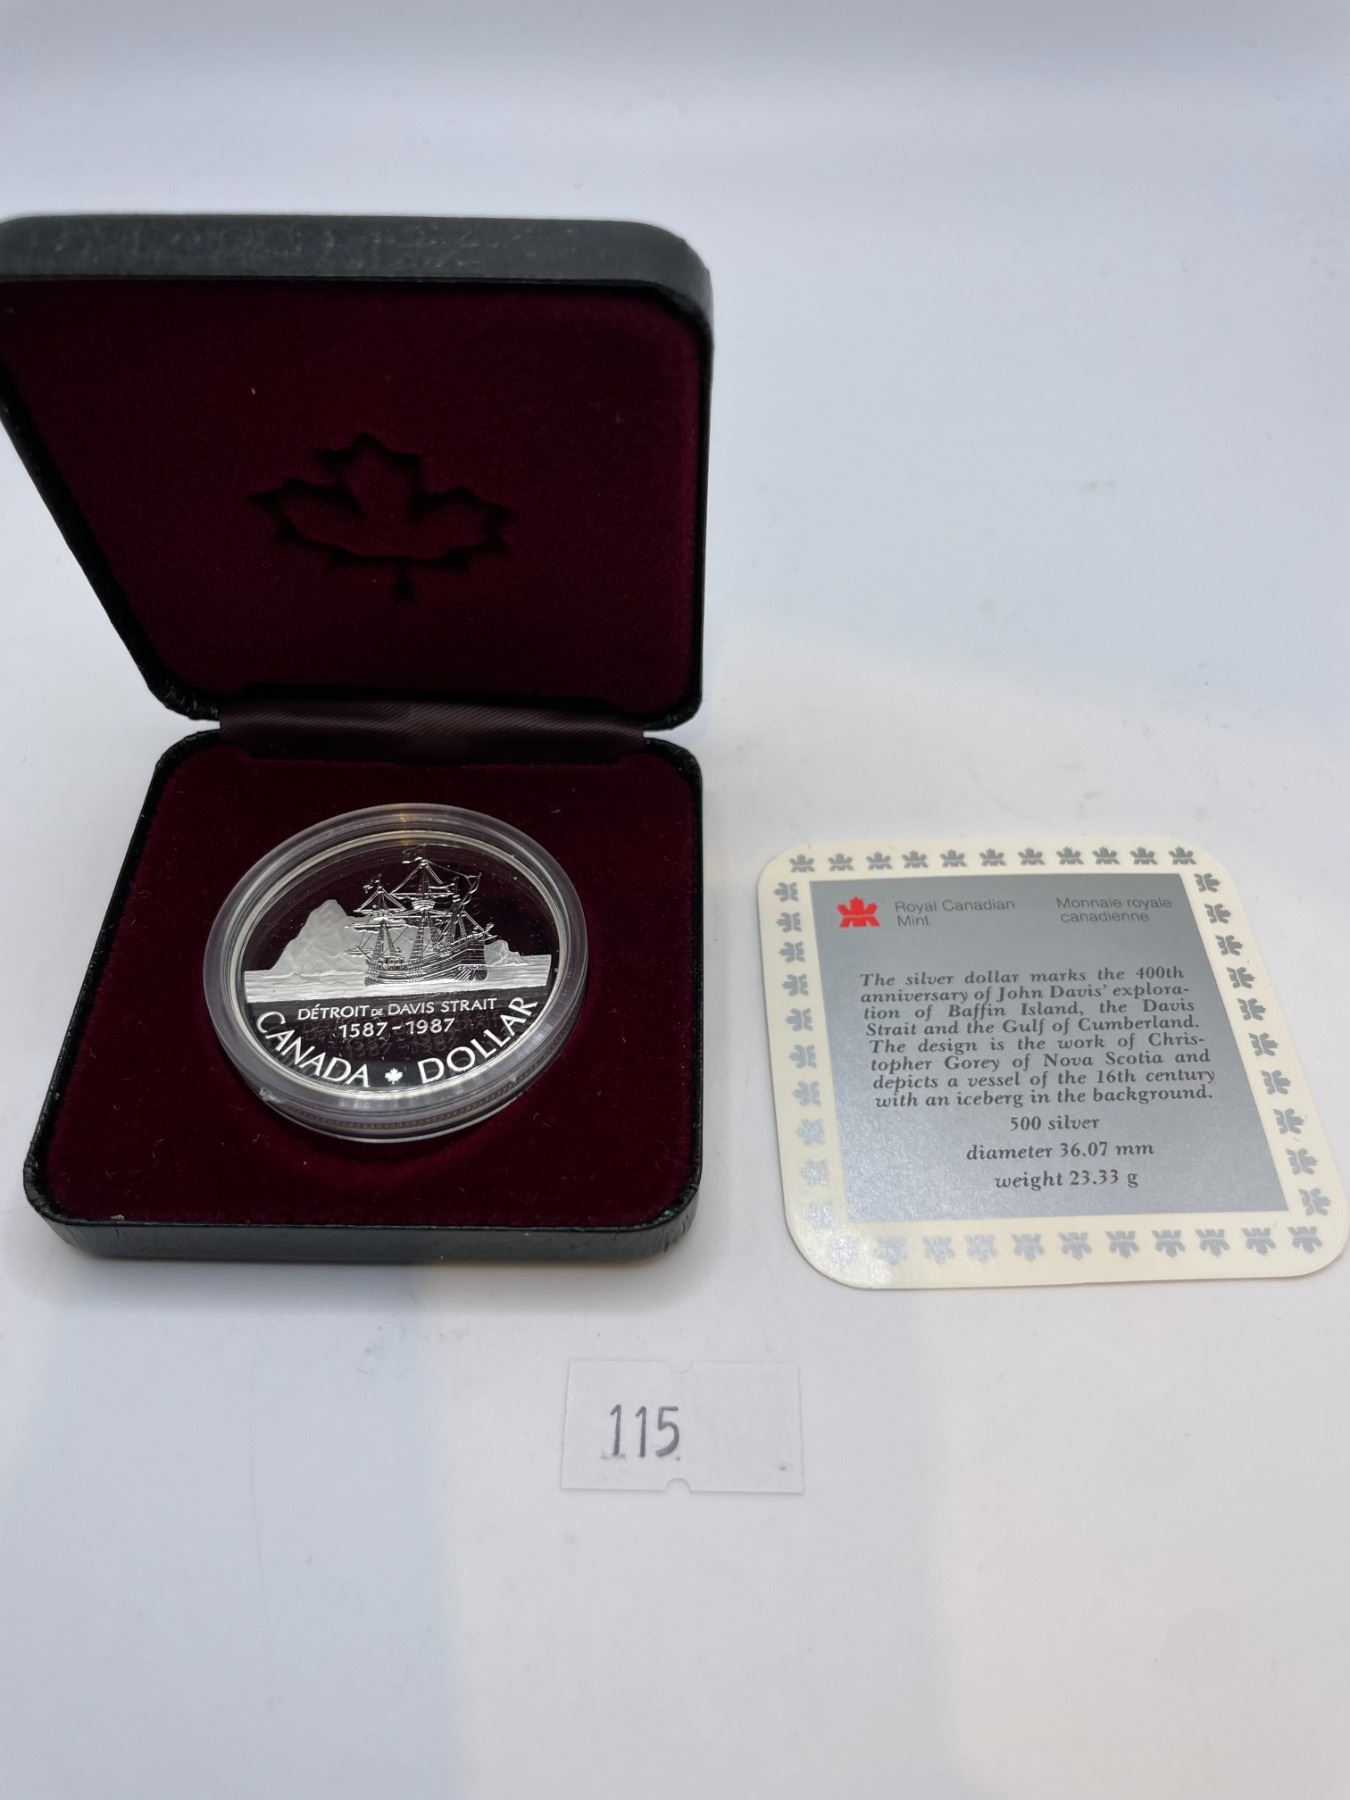 DÉTROIT DE DAVIS STRAIT
1587-1987
CANADA DOLLAR
Royal Canadian Mint
Monnaie royale canadienne
The silver dollar marks the 400th
anniversary of John Davis' explora-
tion of Baffin Island, the Davis
Strait and the Gulf of Cumberland.
The design is the work of Chris-
topher Gorey of Nova Scotia and
depicts a vessel of the 16th century
with an iceberg in the background.
500 silver
diameter 36.07 mm
weight 23.33 g
115